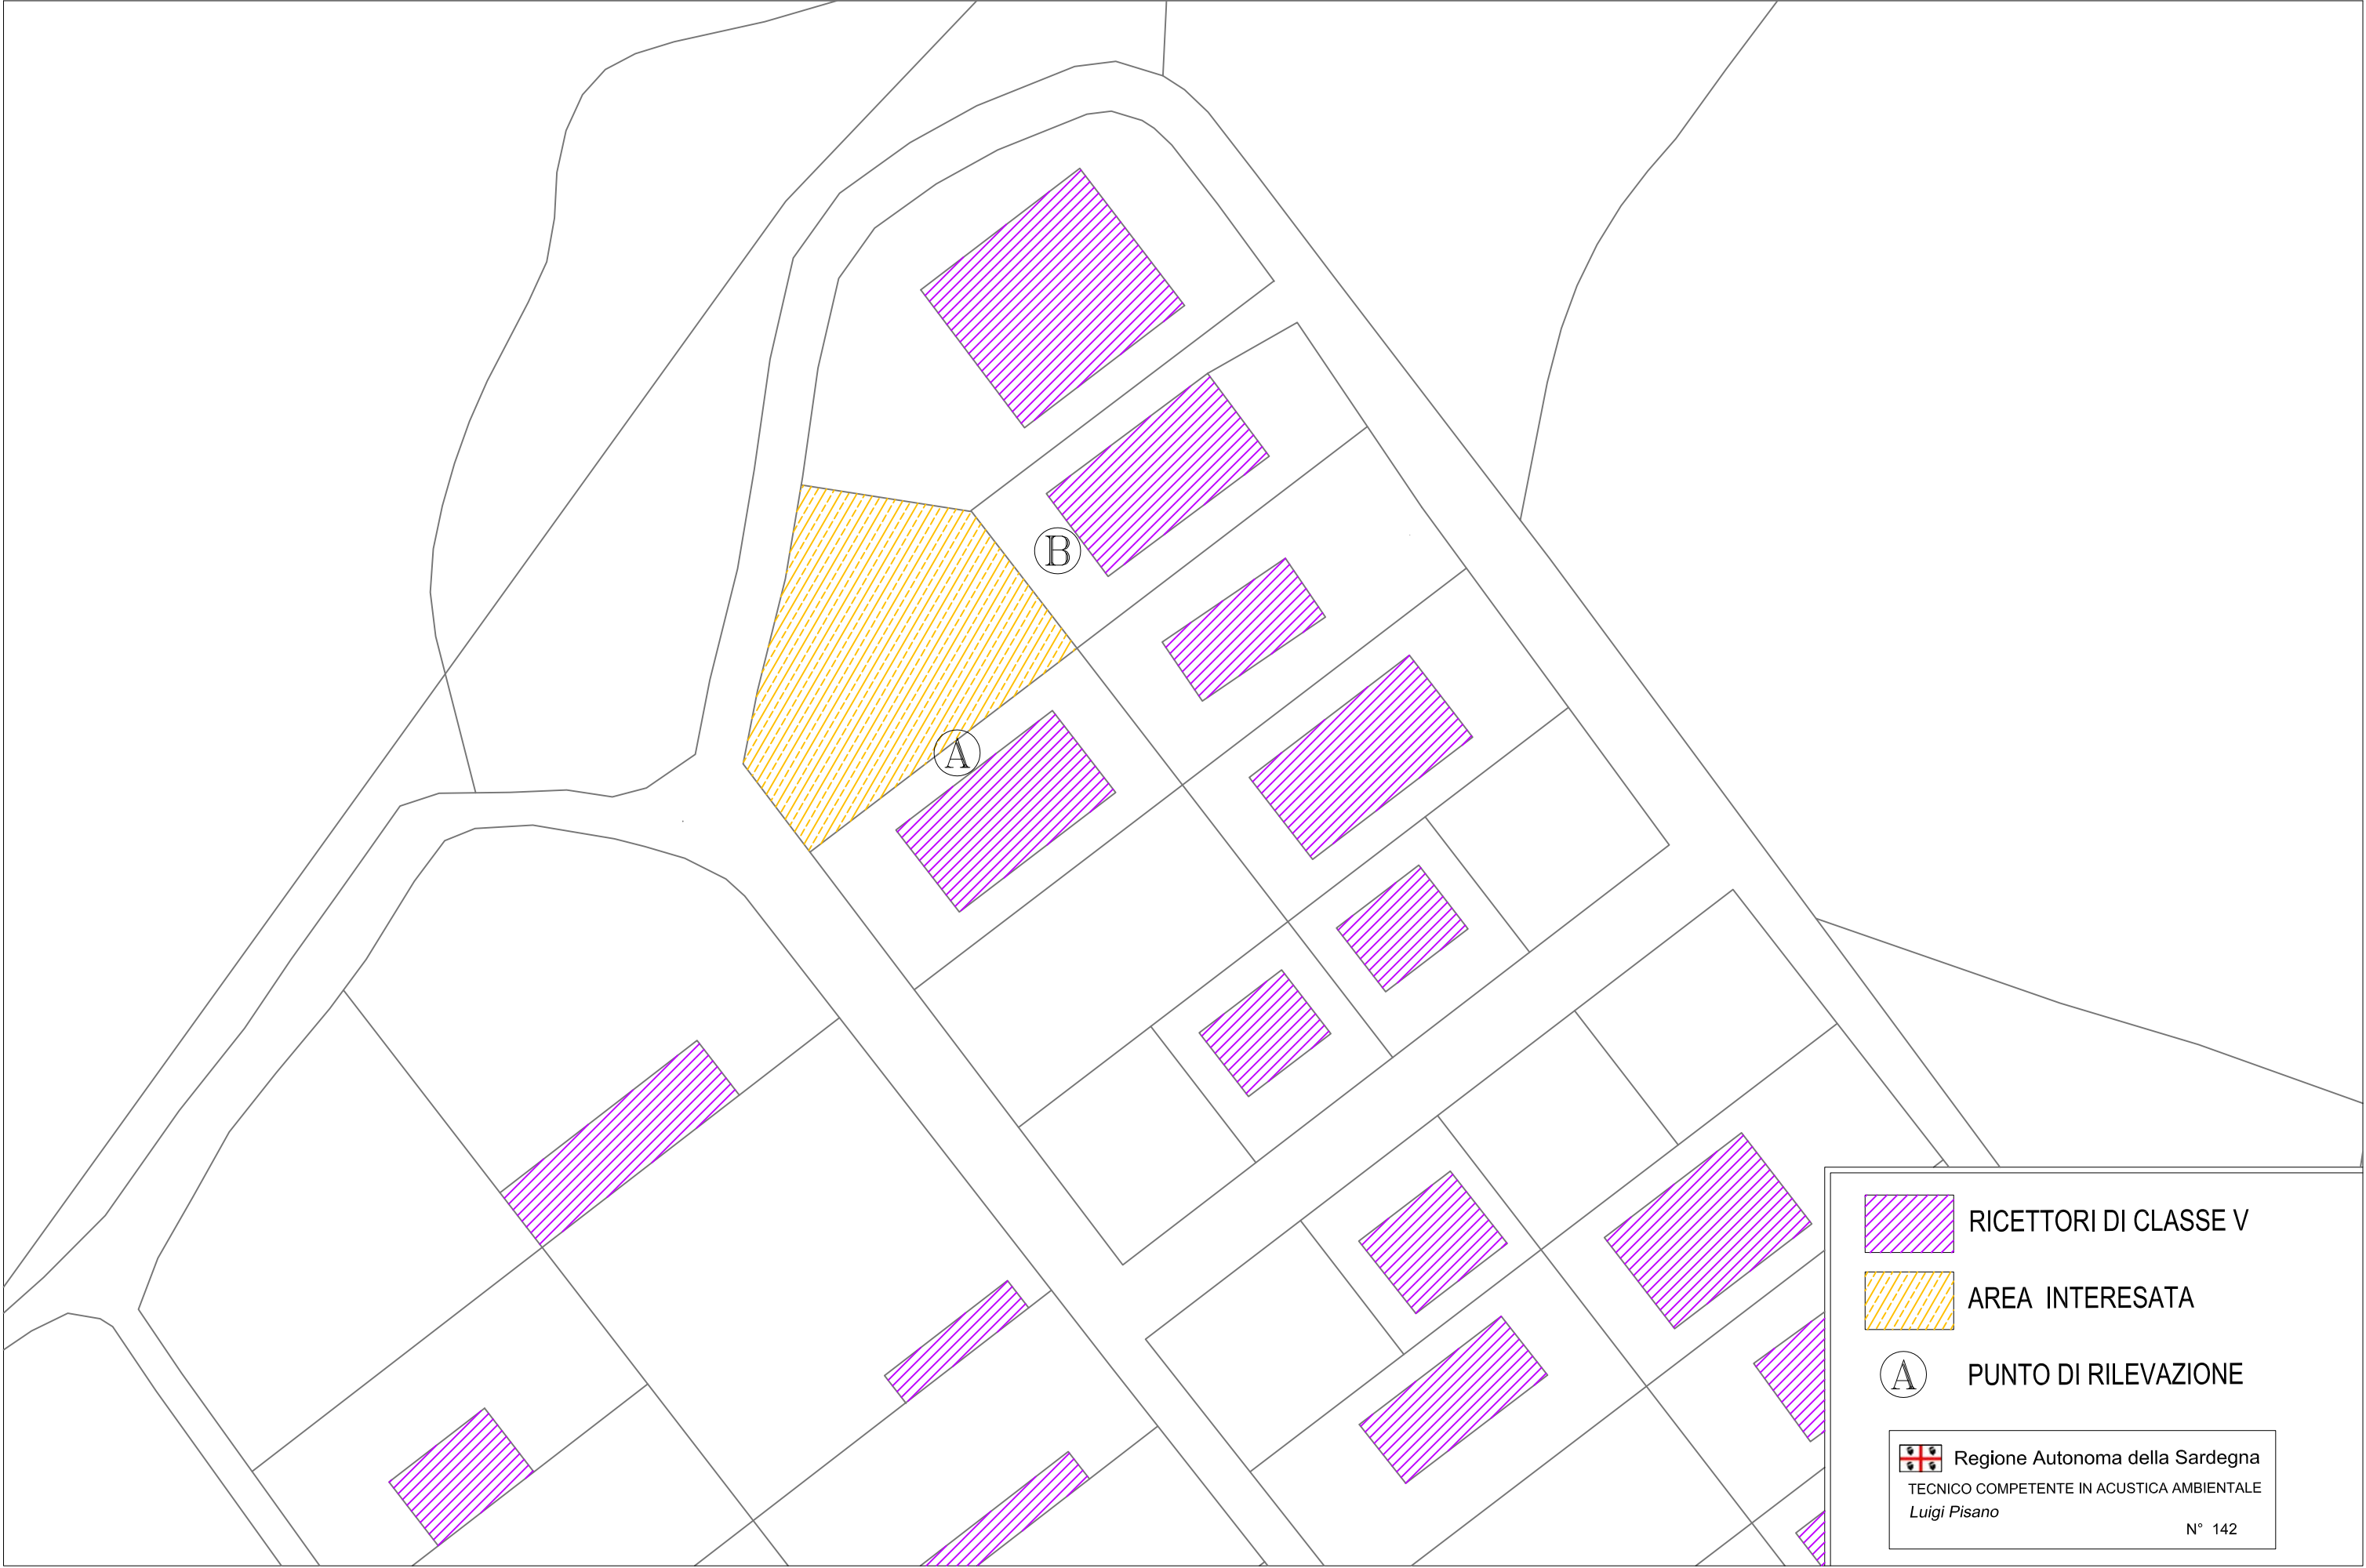 B
A
RICETTORI DI CLASSE V
AREA INTERESATA
A PUNTO DI RILEVAZIONE
Regione Autonoma della Sardegna
TECNICO COMPETENTE IN ACUSTICA AMBIENTALE
Luigi Pisano
N° 142